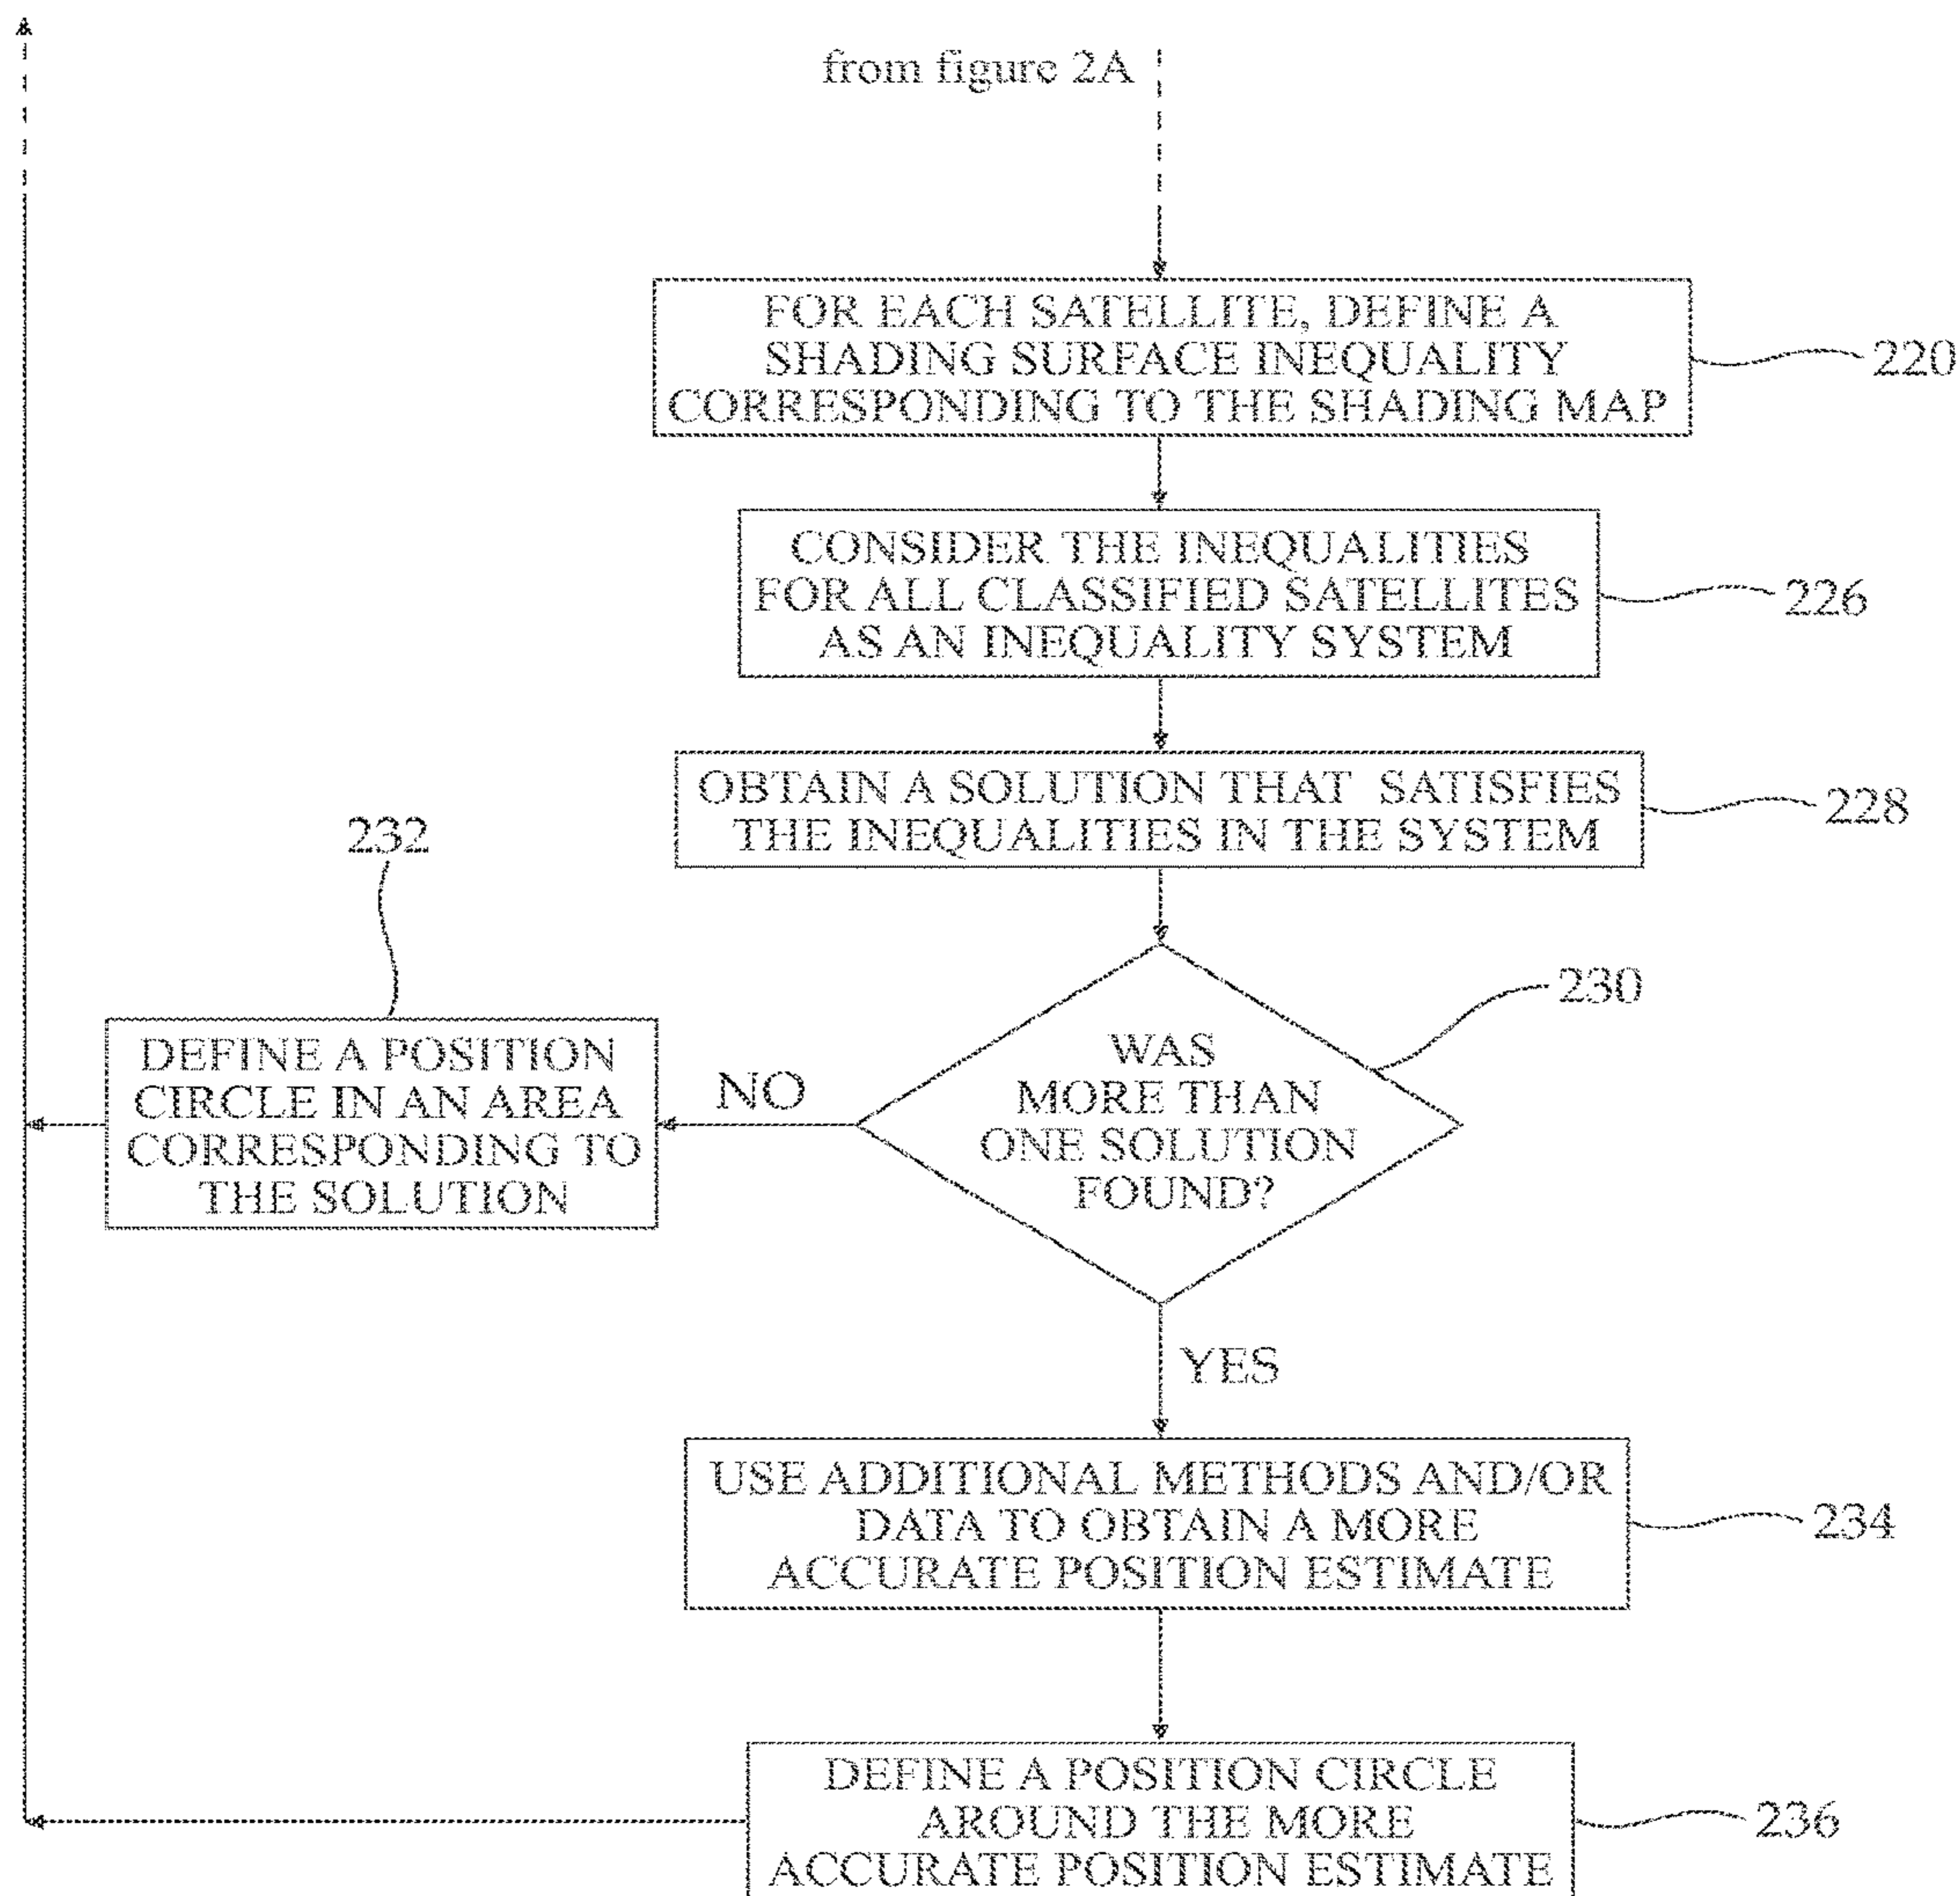 from figure 2A
FOR EACH SATELLITE, DEFINE A
SHADING SURFACE INEQUALITY
CORRESPONDING TO THE SHADING MAP
220
CONSIDER THE INEQUALITIES
FOR ALL CLASSIFIED SATELLITES
AS AN INEQUALITY SYSTEM
226
OBTAIN A SOLUTION THAT SATISFIES
THE INEQUALITIES IN THE SYSTEM
228
232
230
DEFINE A POSITION
CIRCLE IN AN AREA
CORRESPONDING TO
THE SOLUTION
NO
WAS
MORE THAN
ONE SOLUTION
FOUND?
YES
USE ADDITIONAL METHODS AND/OR
DATA TO OBTAIN A MORE
ACCURATE POSITION ESTIMATE
234
DEFINE A POSITION CIRCLE
AROUND THE MORE
ACCURATE POSITION ESTIMATE
236